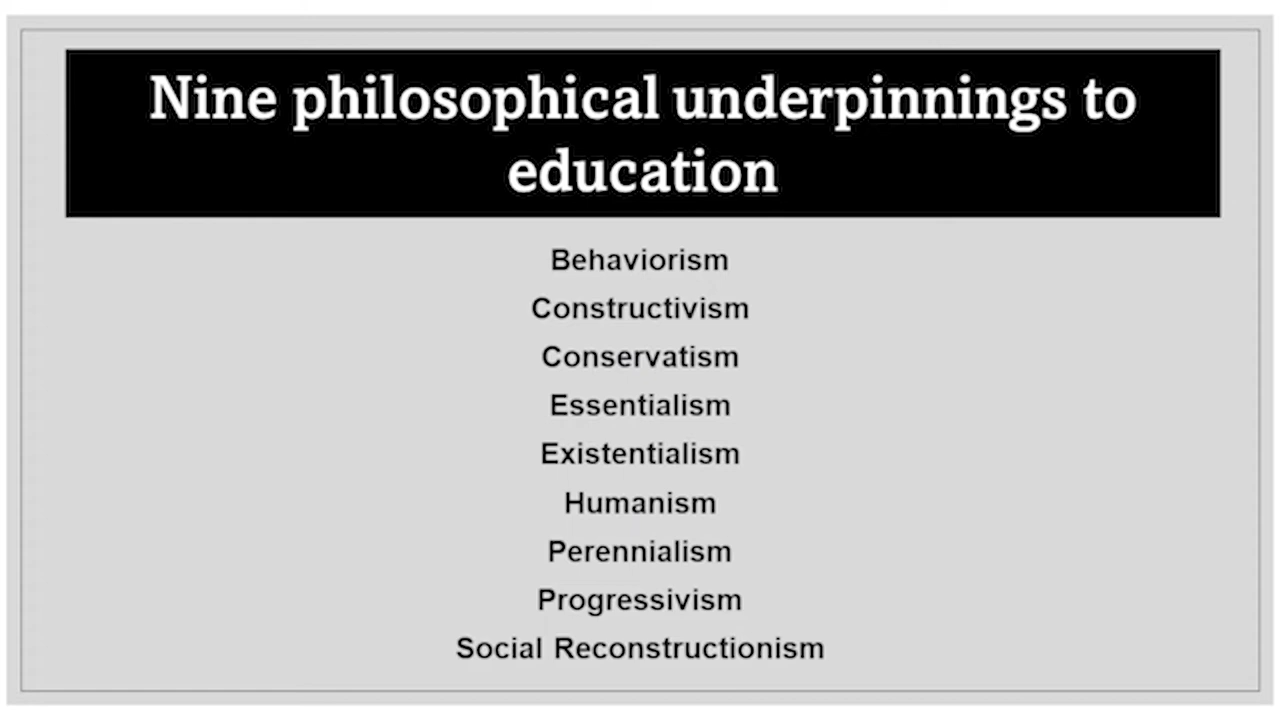 Nine philosophical underpinnings to
education
Behaviorism
Constructivism
Conservatism
Essentialism
Existentialism
Humanism
Perennialism
Progressivism
Social Reconstructionism